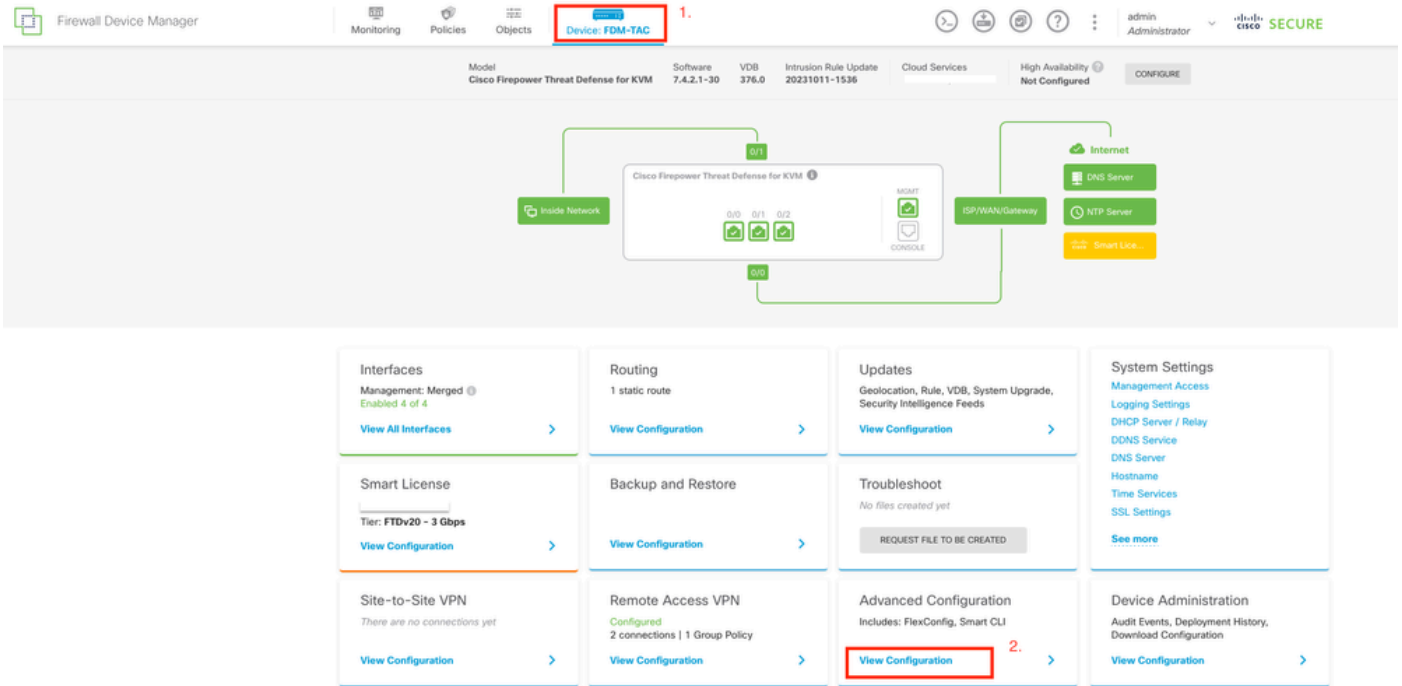 Firewall Device Manager
Monitoring
Policies
Objects
Device: FDM-TAC
1.
admin
Administrator
CISCO SECURE
Model
Cisco Firepower Threat Defense for KVM
Software
7.4.2.1-30
VDB
376.0
Intrusion Rule Update
20231011-1536
Cloud Services
High Availability
Not Configured
CONFIGURE
0/1
Internet
Cisco Firepower Threat Defense for KVM
DNS Server
MGMT
Inside Network
0/0 0/1 0/2
ISP/WAN/Gateway
NTP Server
CONSOLE
Smart Lice...
0/0
Interfaces
Management: Merged
Enabled 4 of 4
View All Interfaces
Routing
1 static route
View Configuration
Updates
Geolocation, Rule, VDB, System Upgrade,
Security Intelligence Feeds
View Configuration
System Settings
Management Access
Logging Settings
DHCP Server / Relay
DDNS Service
DNS Server
Hostname
Time Services
SSL Settings
See more
Smart License
Tier: FTDv20 - 3 Gbps
View Configuration
Backup and Restore
View Configuration
Troubleshoot
No files created yet
REQUEST FILE TO BE CREATED
Site-to-Site VPN
There are no connections yet
View Configuration
Remote Access VPN
Configured
2 connections | 1 Group Policy
View Configuration
Advanced Configuration
Includes: FlexConfig, Smart CLI
2.
View Configuration
Device Administration
Audit Events, Deployment History,
Download Configuration
View Configuration